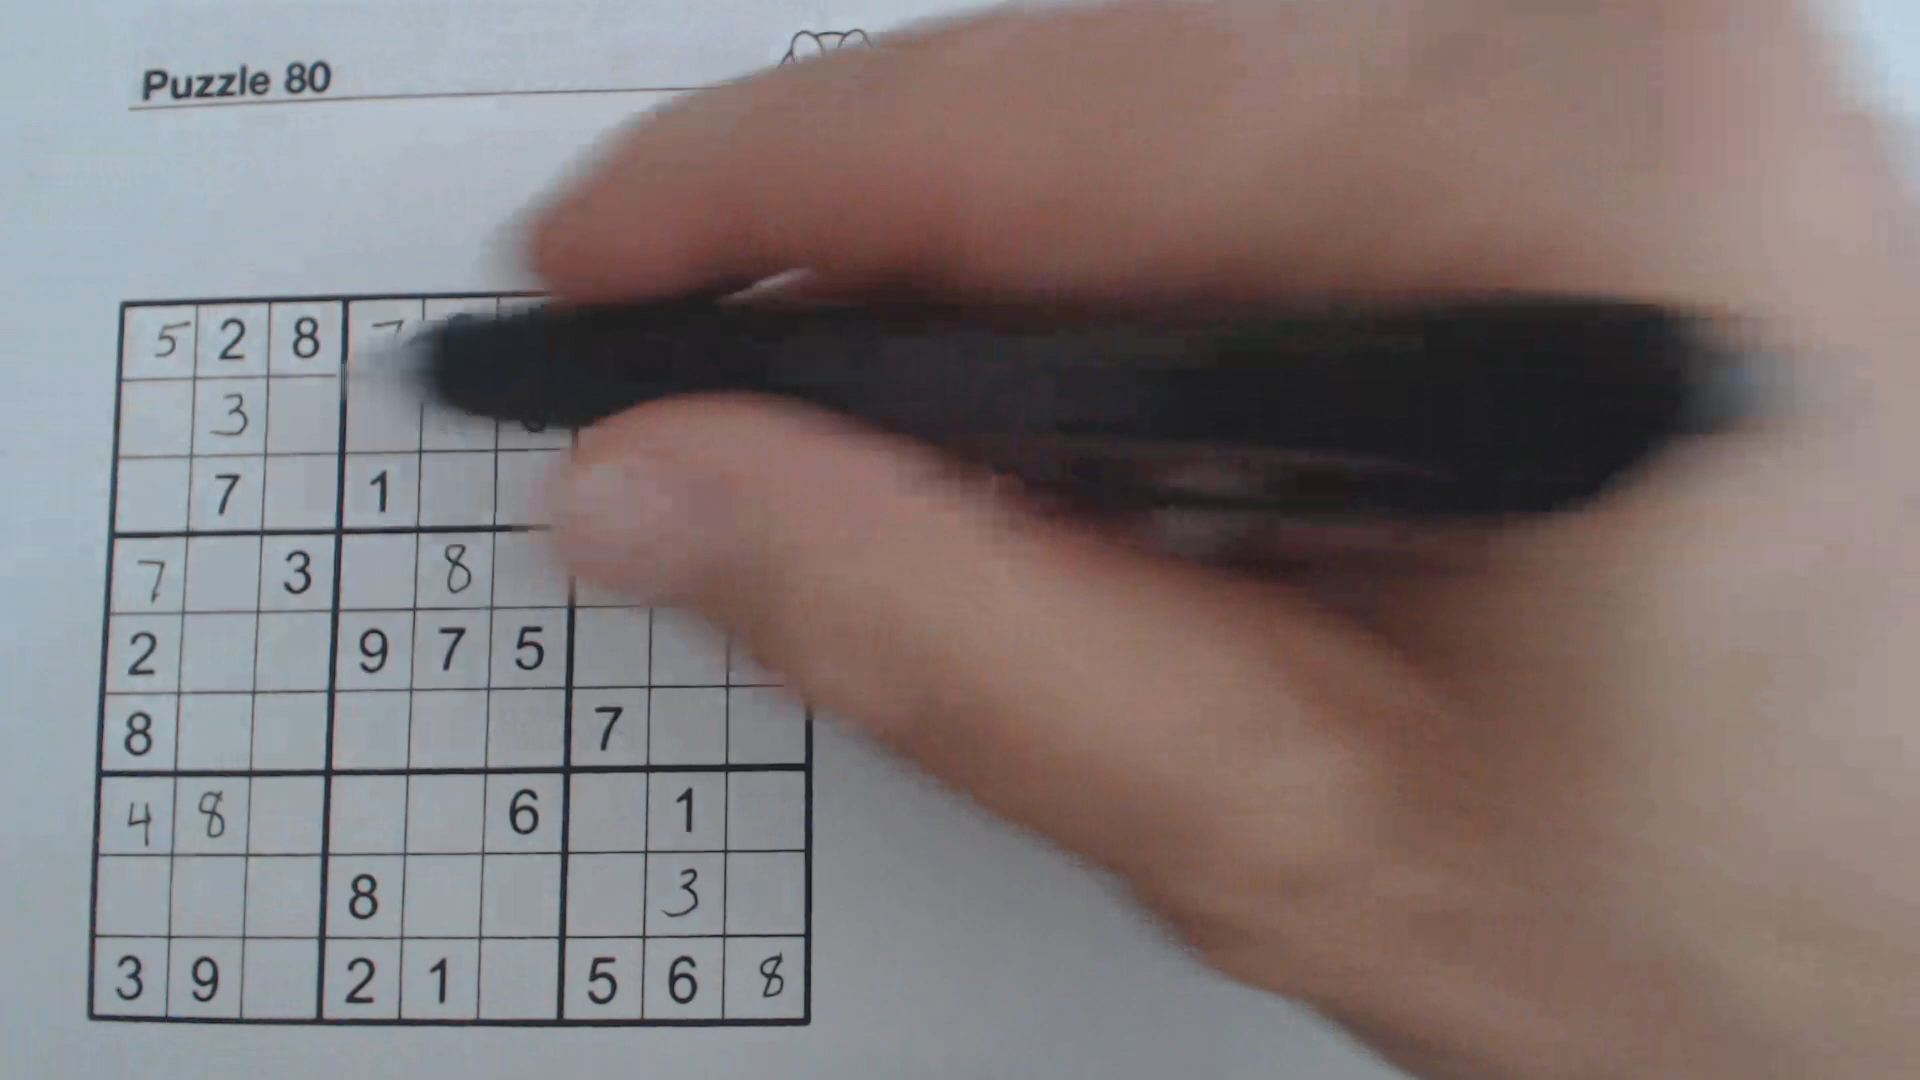 Puzzle 80
5 2 8 7
3
7 1
7 3 8
2 9 7 5
8 7
4 8 6 1
8 3
3 9 2 1 5 6 8